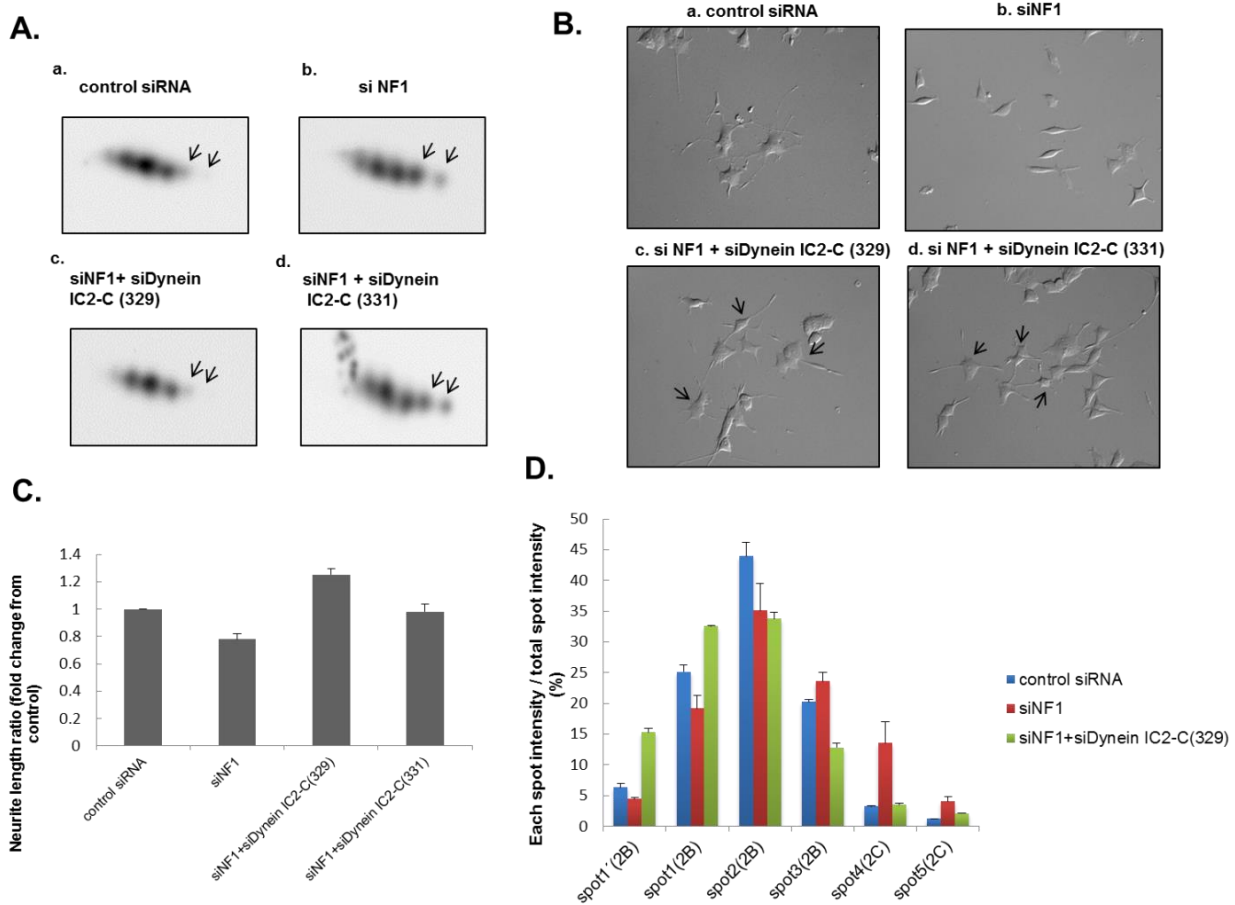 A.
a.
control siRNA
b.
si NF1
c.
siNF1+ siDynein
IC2-C (329)
d.
siNF1 + siDynein
IC2-C (331)
B.
a. control siRNA
b. siNF1
c. si NF1 + siDynein IC2-C (329)
d. si NF1 + siDynein IC2-C (331)
C.
Neurite length ratio (fold change from
control)
1.4
1.2
1
0.8
0.6
0.4
0.2
0
control siRNA
siNF1
siNF1+siDynein IC2-C(329)
siNF1+siDynein IC2-C(331)
D.
Each spot intensity / total spot intensity
(%)
50
45
40
35
30
25
20
15
10
5
0
spot1´(2B)
spot1(2B)
spot2(2B)
spot3(2B)
spot4(2C)
spot5(2C)
control siRNA
siNF1
siNF1+siDynein IC2-C(329)